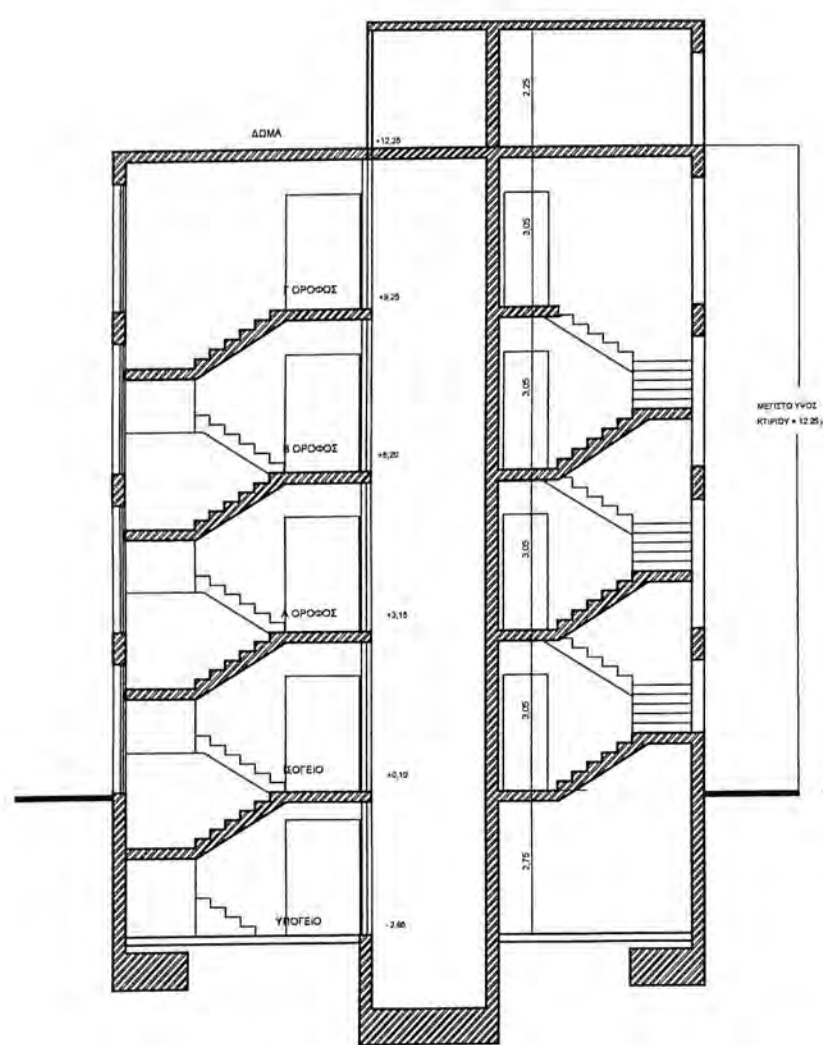 2,25
ΔΩΜΑ
+12,25
3,05
Γ ΟΡΟΦΟΣ
+9,25
3,05
ΜΕΓΙΣΤΟ ΥΨΟΣ
ΚΤΙΡΙΟΥ = 12.25
Β ΟΡΟΦΟΣ
+6,20
3,05
Α ΟΡΟΦΟΣ
+3,15
3,05
ΙΣΟΓΕΙΟ
+0,10
2,75
ΥΠΟΓΕΙΟ
-2,65